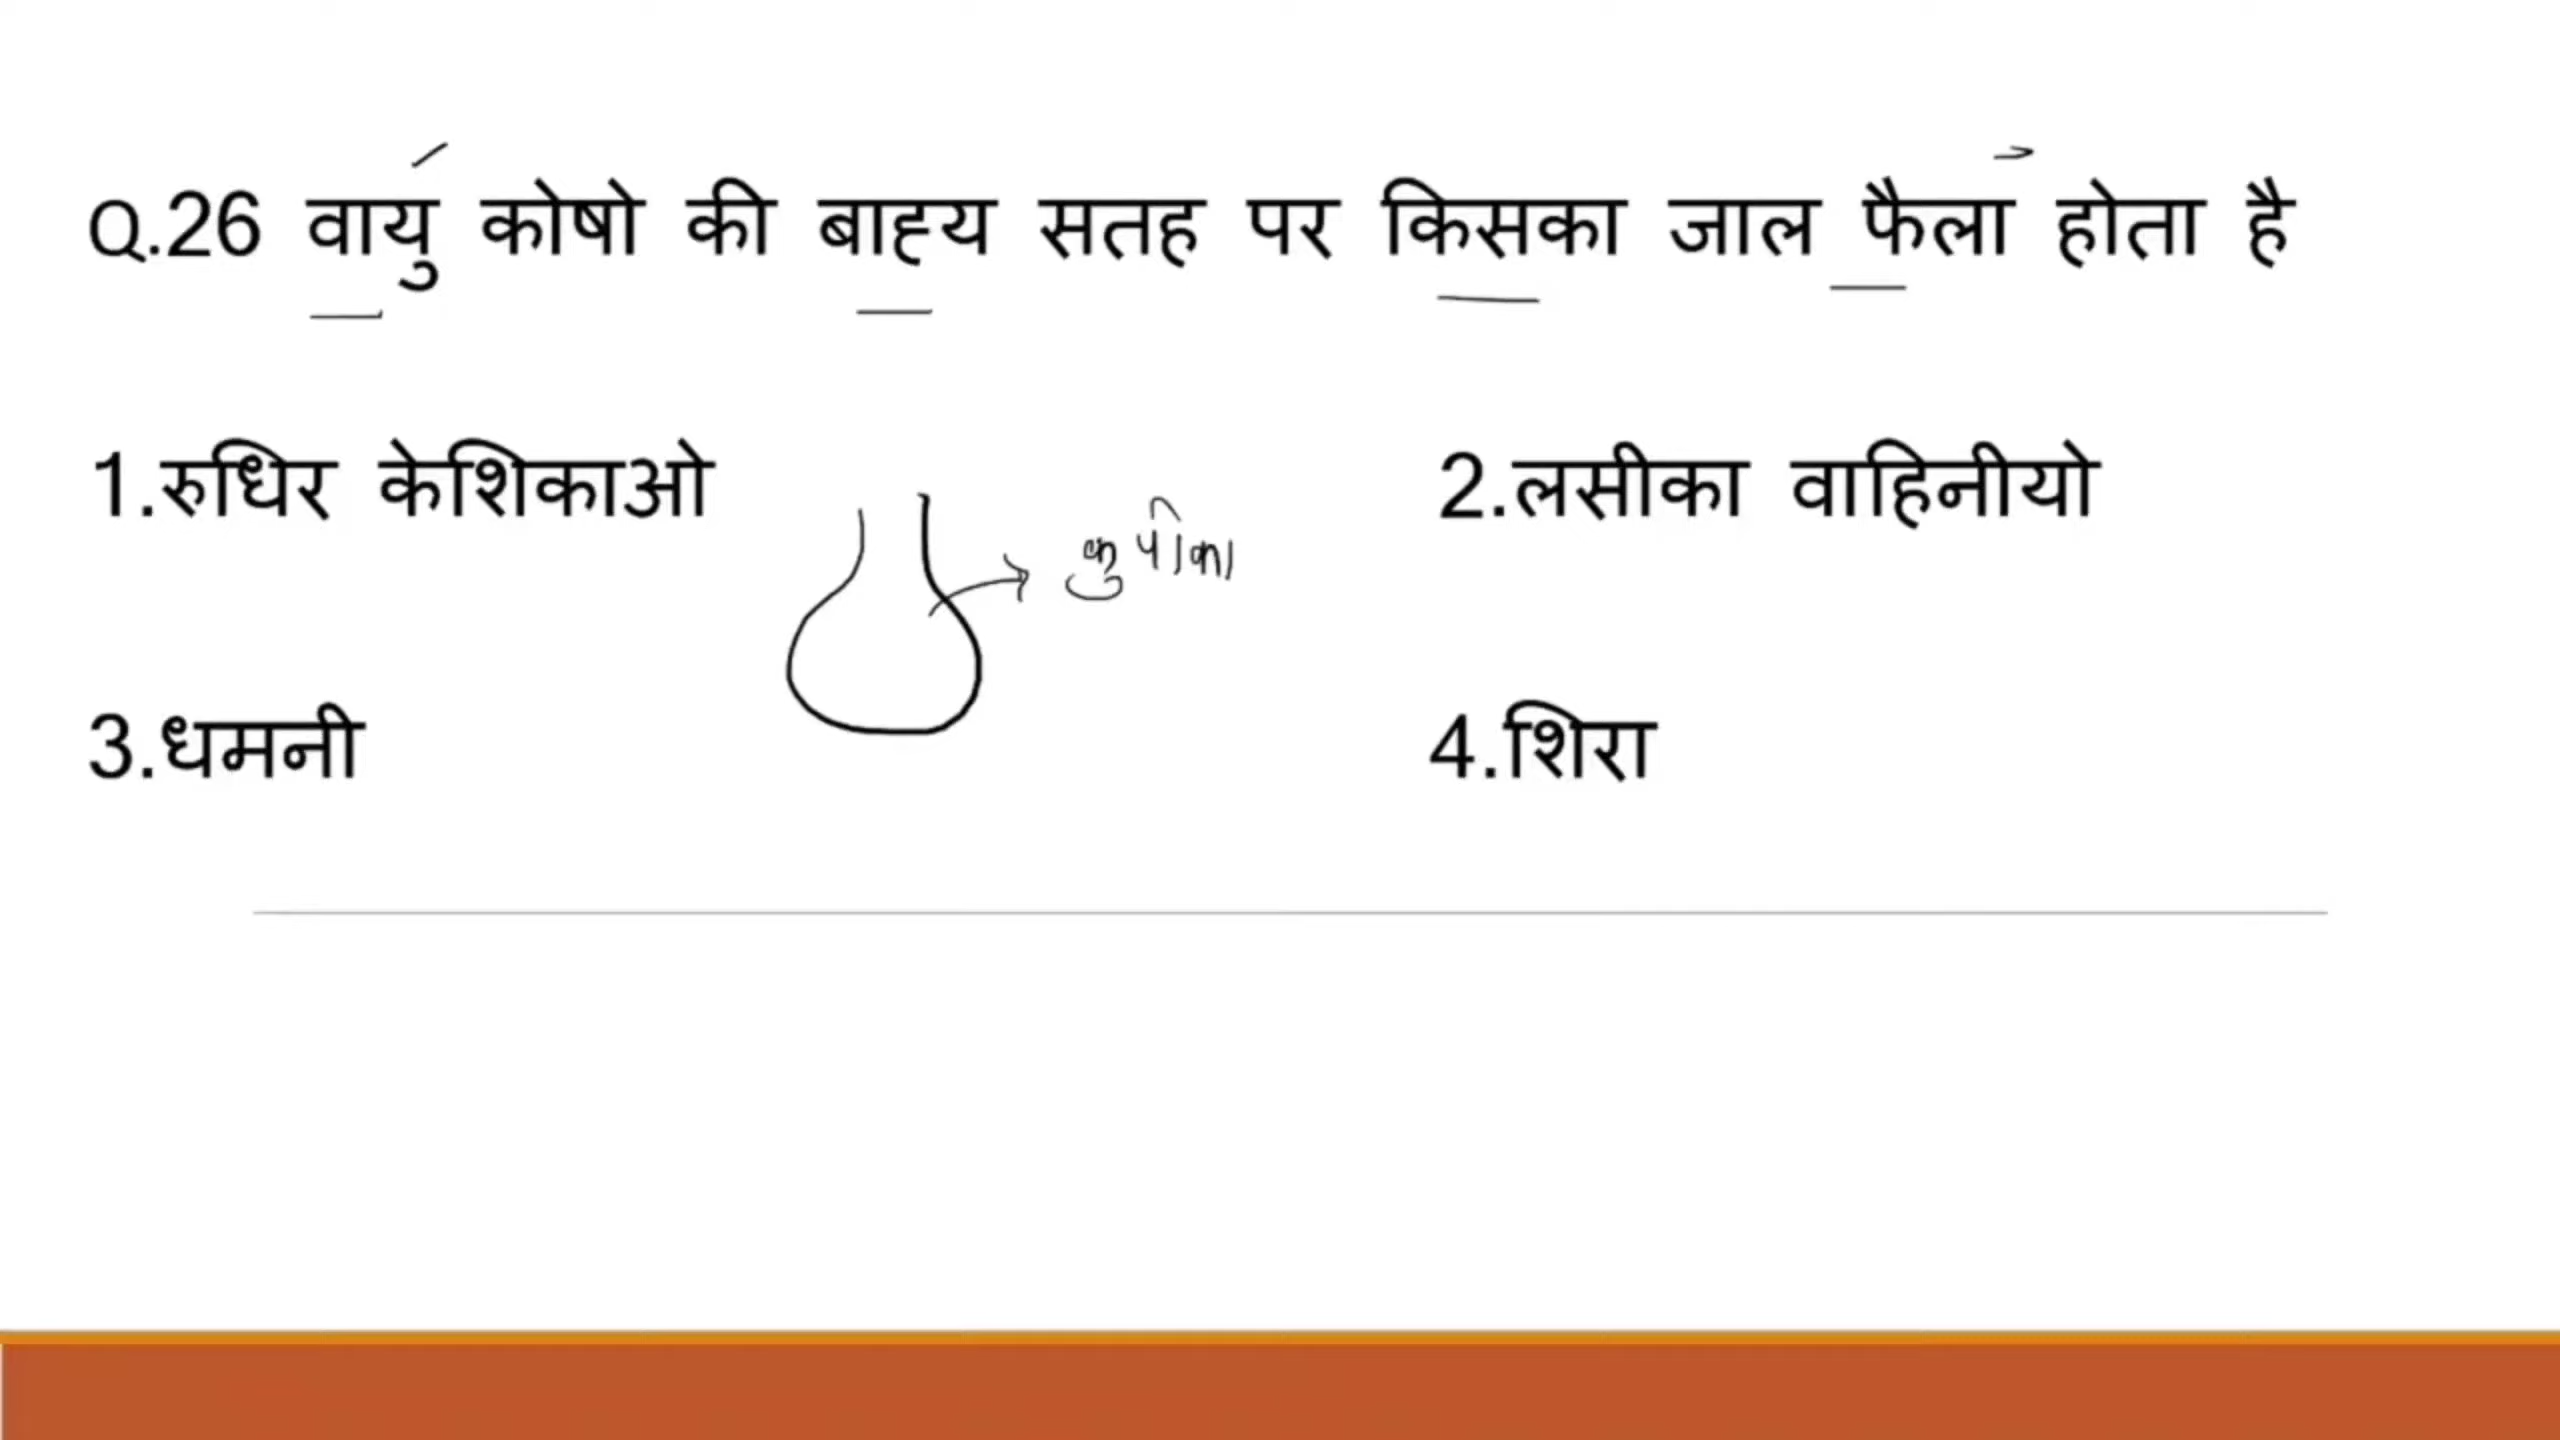 Q.26 वायु कोषो की बाह्य सतह पर किसका जाल फैला होता है
1.रुधिर केशिकाओ
2.लसीका वाहिनीयो
कुपीका
3.धमनी
4.शिरा